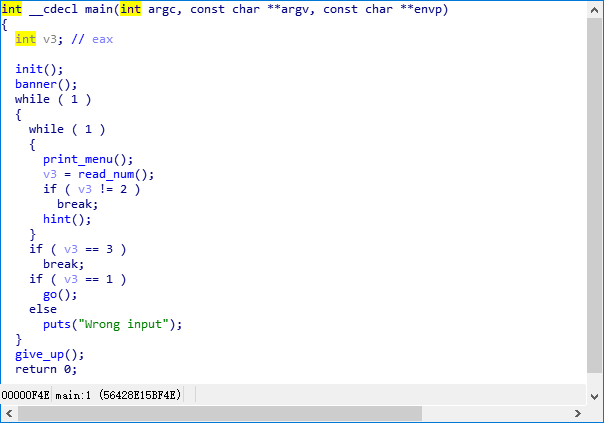 int __cdecl main(int argc, const char **argv, const char **envp)
{
  int v3; // eax

  init();
  banner();
  while ( 1 )
  {
    while ( 1 )
    {
      print_menu();
      v3 = read_num();
      if ( v3 != 2 )
        break;
      hint();
    }
    if ( v3 == 3 )
      break;
    if ( v3 == 1 )
      go();
    else
      puts("Wrong input");
  }
  give_up();
  return 0;
00000F4E main:1 (56428E15BF4E)